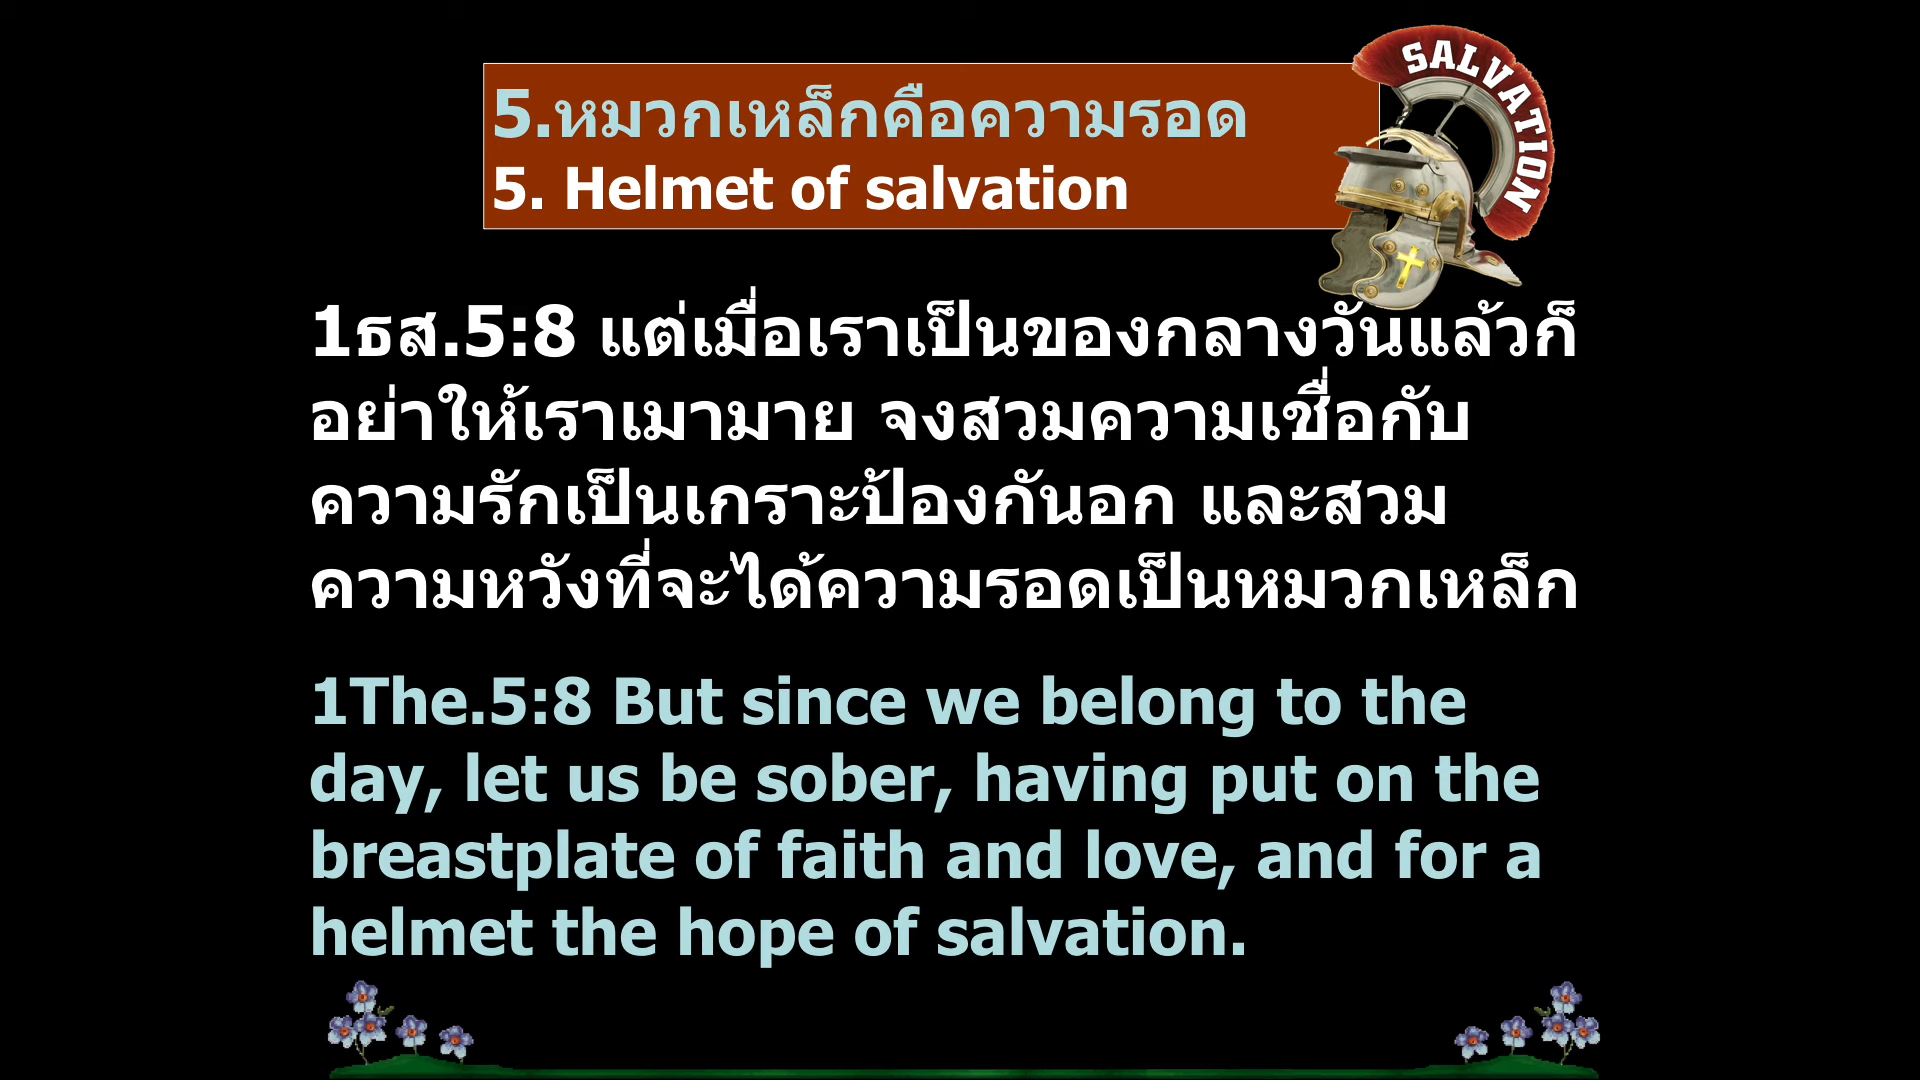 5.หมวกเหล็กคือความรอด
5. Helmet of salvation
SALVATION
1ธส.5:8 แต่เมื่อเราเป็นของกลางวันแล้วก็
อย่าให้เราเมามาย จงสวมความเชื่อกับ
ความรักเป็นเกราะป้องกันอก และสวม
ความหวังที่จะได้ความรอดเป็นหมวกเหล็ก
1The.5:8 But since we belong to the
day, let us be sober, having put on the
breastplate of faith and love, and for a
helmet the hope of salvation.